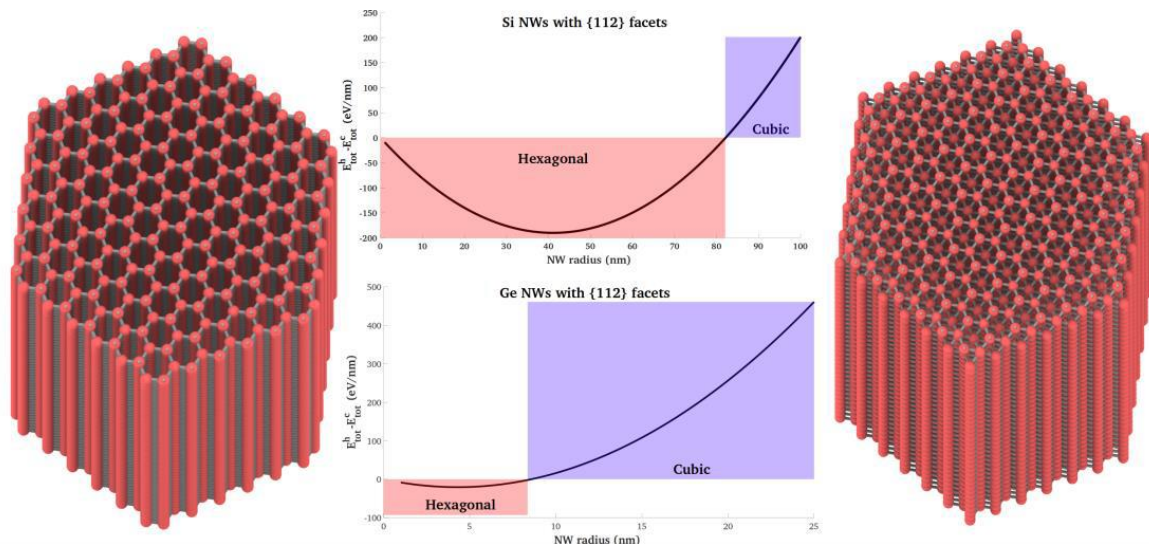 Si NWs with {112} facets
E^h_tot-E^c_tot (eV/nm)
250
200
150
100
50
0
-50
-100
-150
-200
Hexagonal
Cubic
0 10 20 30 40 50 60 70 80 90 100
NW radius (nm)
Ge NWs with {112} facets
E^h_tot-E^c_tot (eV/nm)
500
400
300
200
100
0
-100
Hexagonal
Cubic
0 5 10 15 20 25
NW radius (nm)